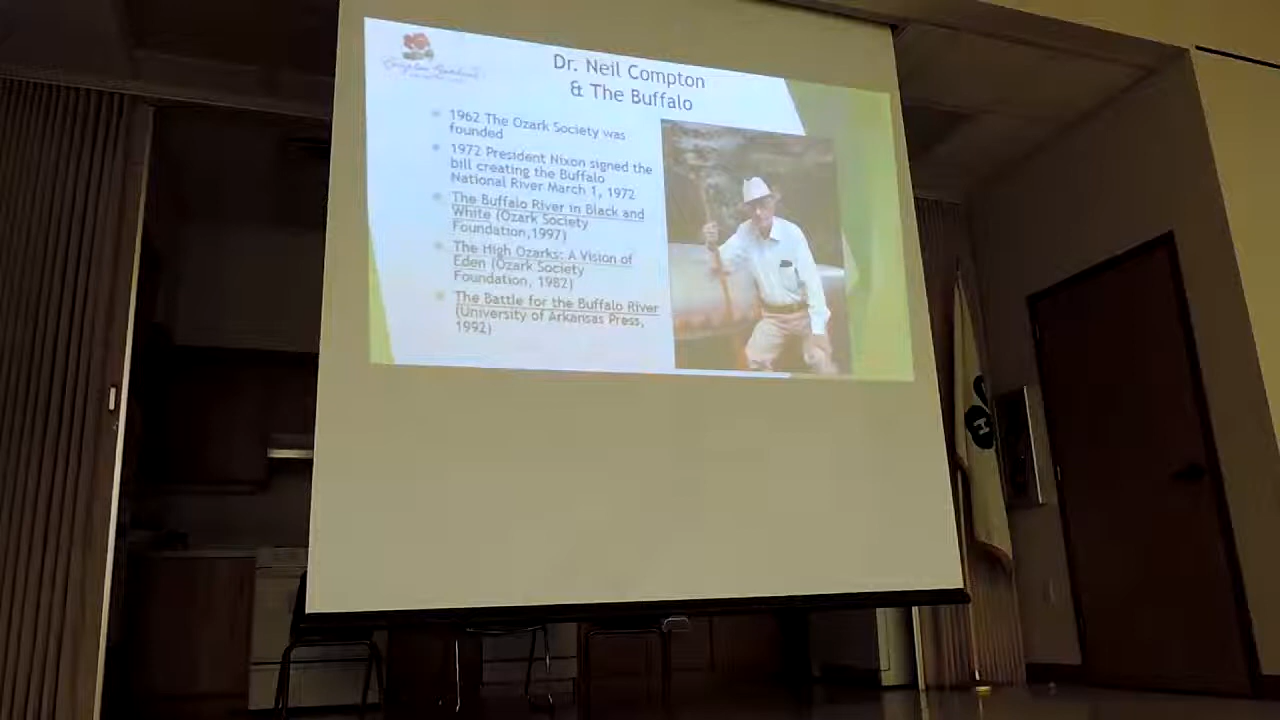 Compton Gardens
Dr. Neil Compton
& The Buffalo
1962 The Ozark Society was
founded
1972 President Nixon signed the
bill creating the Buffalo
National River March 1, 1972
The Buffalo River in Black and
White (Ozark Society
Foundation,1997)
The High Ozarks: A Vision of
Eden (Ozark Society
Foundation, 1982)
The Battle for the Buffalo River
(University of Arkansas Press,
1992)
H